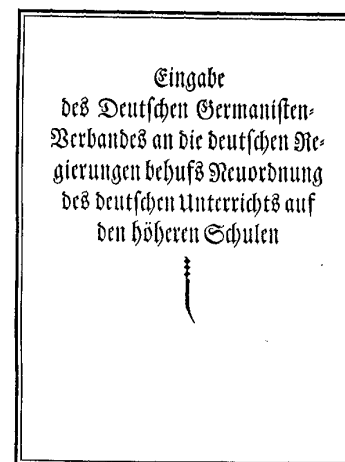 Eingabe
des Deutschen Germanisten-
Verbandes an die deutschen Re-
gierungen behufs Neuordnung
des deutschen Unterrichts auf
den höheren Schulen